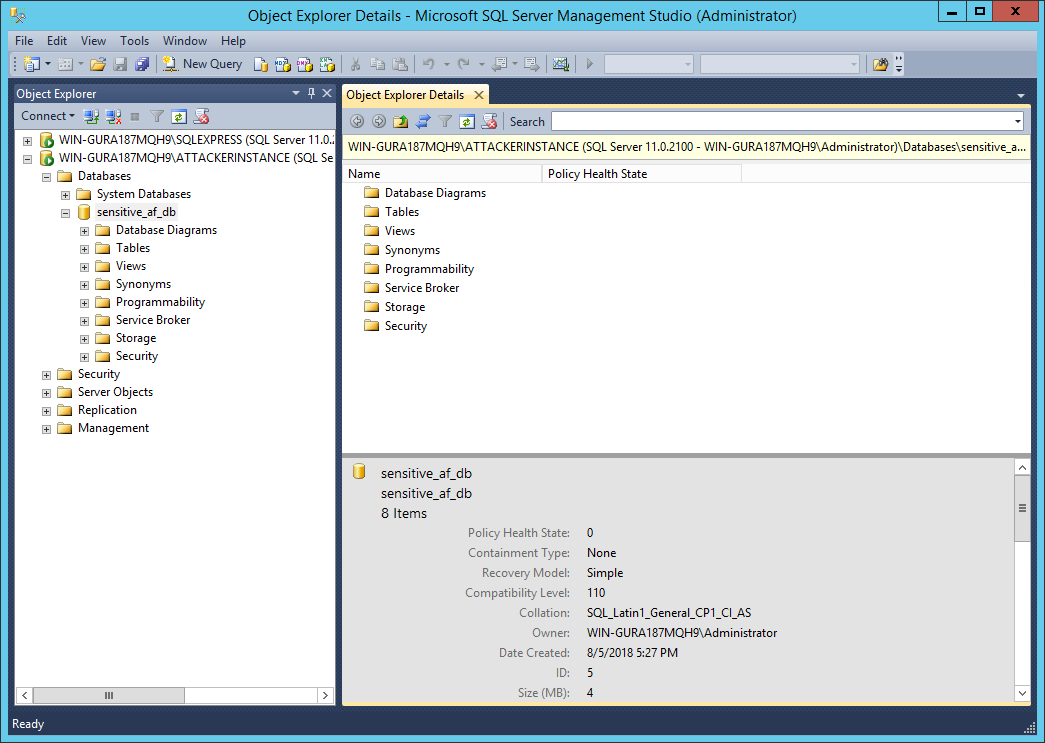 Object Explorer Details - Microsoft SQL Server Management Studio (Administrator)
File Edit View Tools Window Help
New Query
Object Explorer
Connect
WIN-GURA187MQH9\SQLEXPRESS (SQL Server 11.0.2
WIN-GURA187MQH9\ATTACKERINSTANCE (SQL Se
Databases
System Databases
sensitive_af_db
Database Diagrams
Tables
Views
Synonyms
Programmability
Service Broker
Storage
Security
Security
Server Objects
Replication
Management
Object Explorer Details
Search
WIN-GURA187MQH9\ATTACKERINSTANCE (SQL Server 11.0.2100 - WIN-GURA187MQH9\Administrator)\Databases\sensitive_a...
Name Policy Health State
Database Diagrams
Tables
Views
Synonyms
Programmability
Service Broker
Storage
Security
sensitive_af_db
sensitive_af_db
8 Items
Policy Health State: 0
Containment Type: None
Recovery Model: Simple
Compatibility Level: 110
Collation: SQL_Latin1_General_CP1_CI_AS
Owner: WIN-GURA187MQH9\Administrator
Date Created: 8/5/2018 5:27 PM
ID: 5
Size (MB): 4
Ready